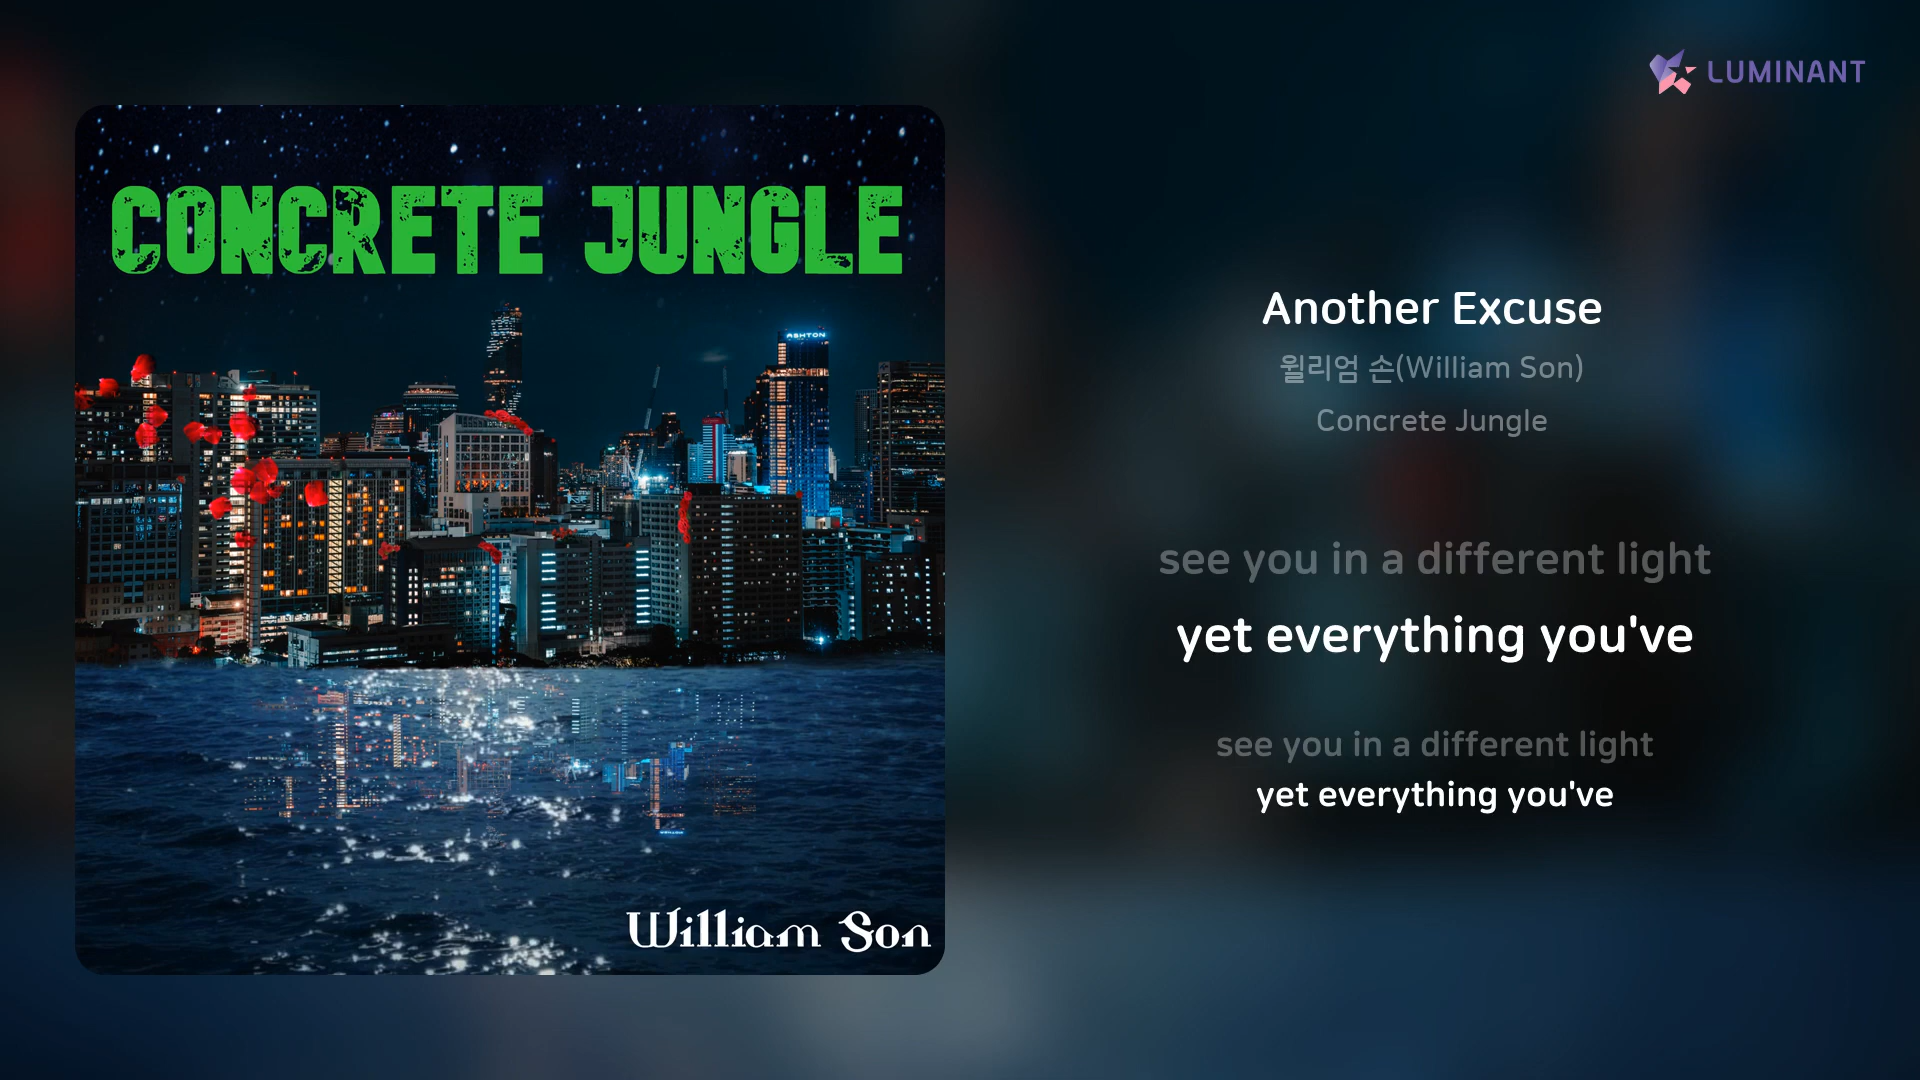 LUMINANT
CONCRETE JUNGLE
ASHTON
William Son
Another Excuse
윌리엄 손(William Son)
Concrete Jungle
see you in a different light
yet everything you've
see you in a different light
yet everything you've